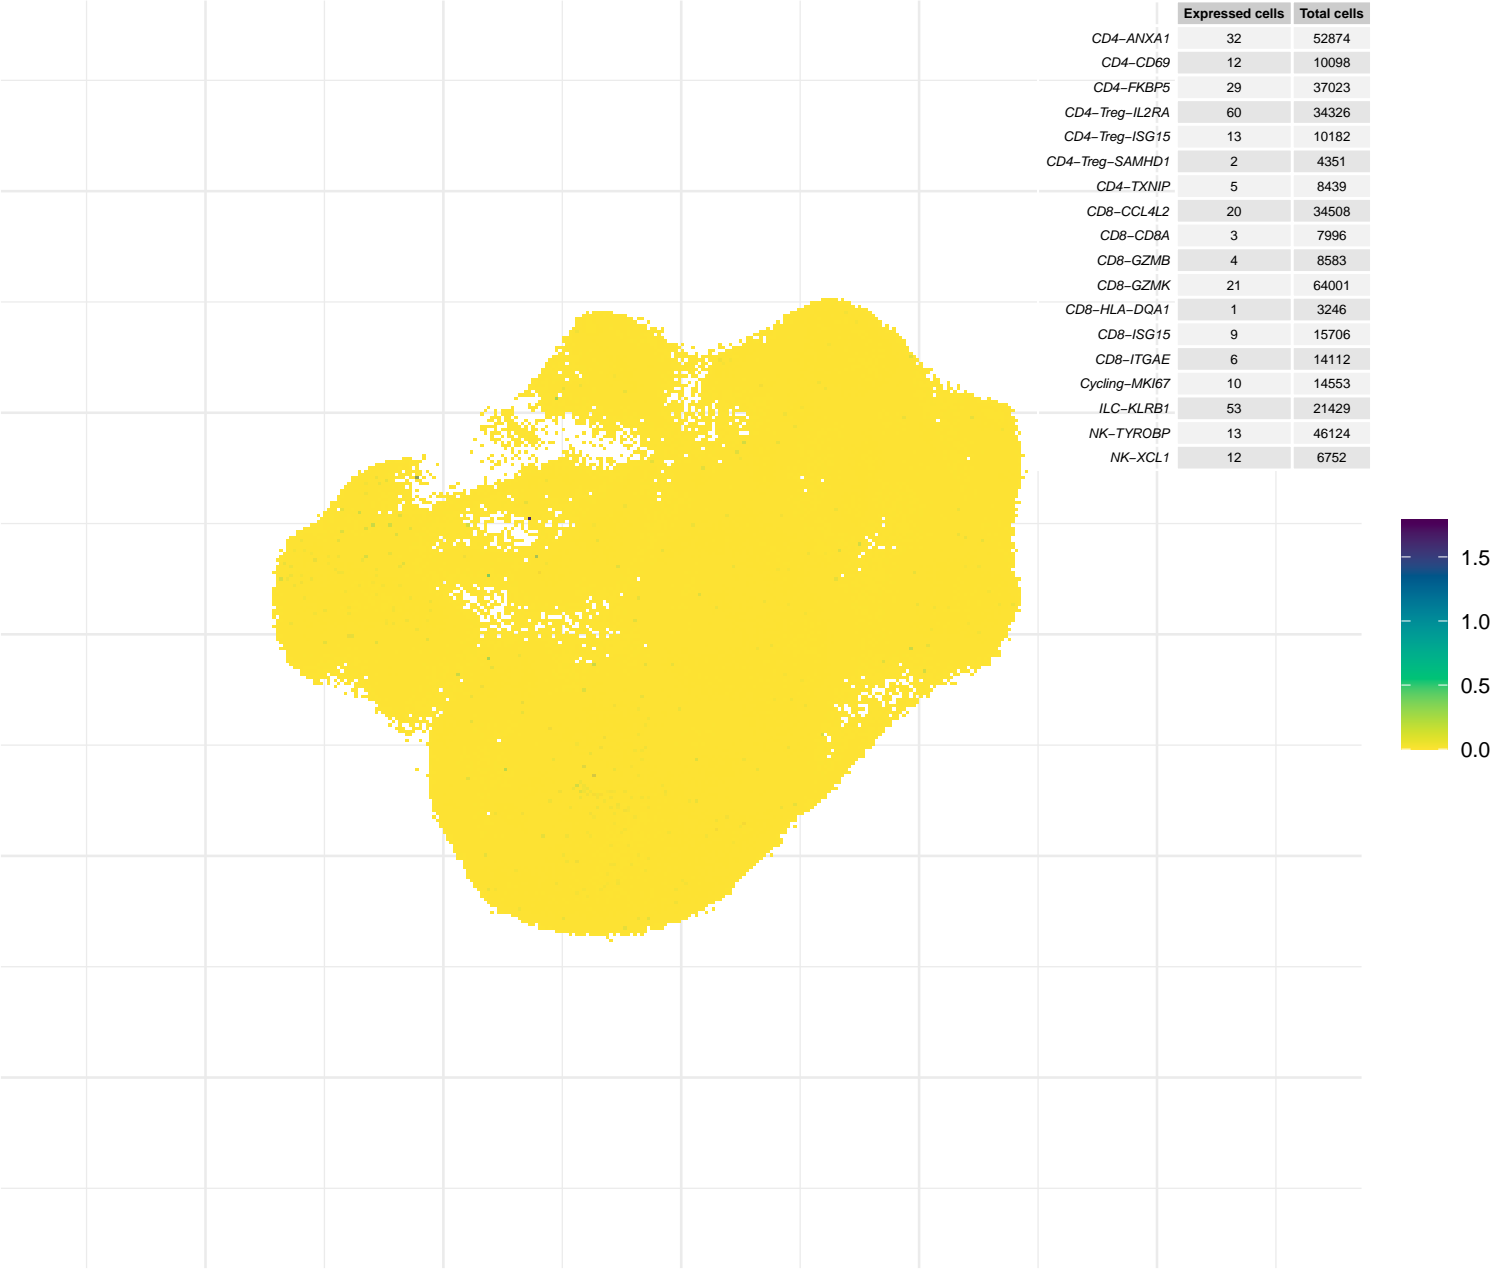 Expressed cells Total cells
CD4−ANXA1 32 52874
CD4−CD69 12 10098
CD4−FKBP5 29 37023
CD4−Treg−IL2RA 60 34326
CD4−Treg−ISG15 13 10182
CD4−Treg−SAMHD1 2 4351
CD4−TXNIP 5 8439
CD8−CCL4L2 20 34508
CD8−CD8A 3 7996
CD8−GZMB 4 8583
CD8−GZMK 21 64001
CD8−HLA−DQA1 1 3246
CD8−ISG15 9 15706
CD8−ITGAE 6 14112
Cycling−MKI67 10 14553
ILC−KLRB1 53 21429
NK−TYROBP 13 46124
NK−XCL1 12 6752
1.5
1.0
0.5
0.0